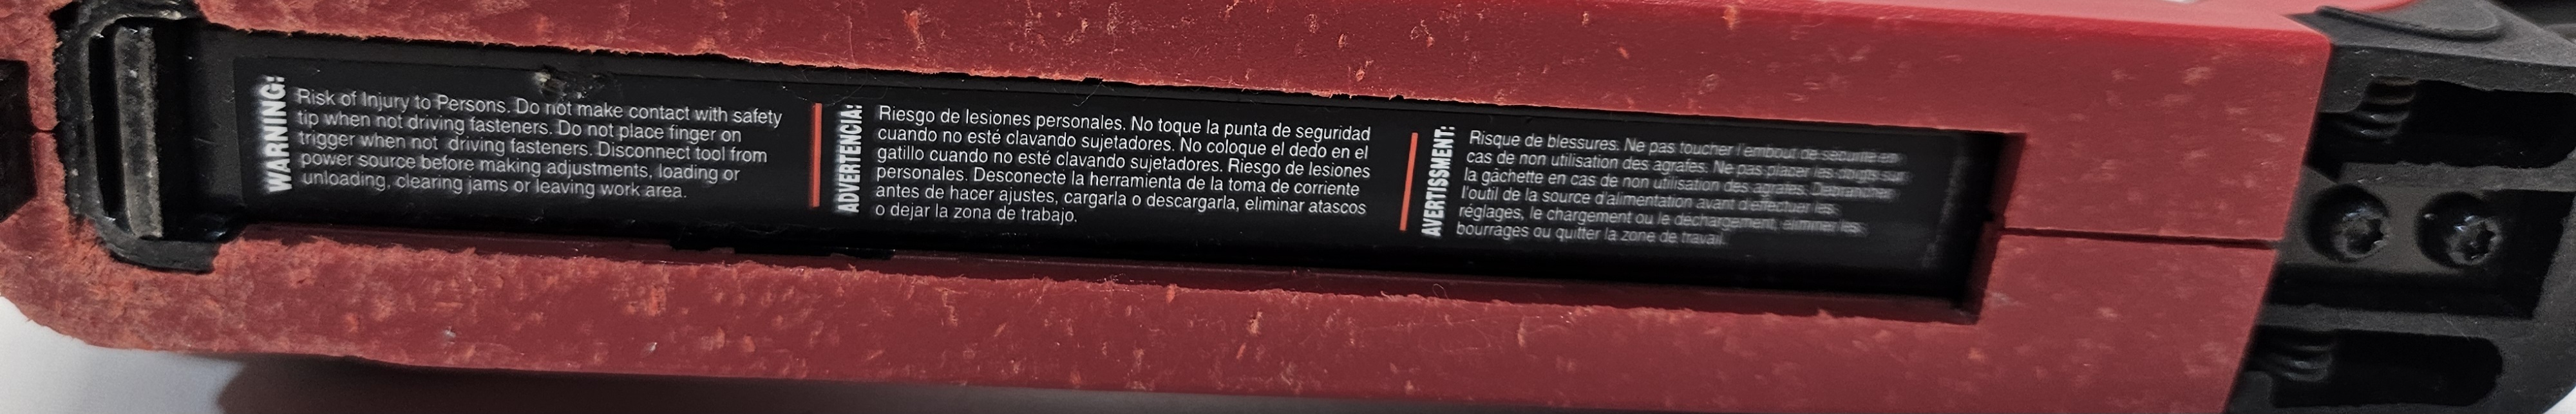 WARNING:
Risk of Injury to Persons. Do not make contact with safety
tip when not driving fasteners. Do not place finger on
trigger when not driving fasteners. Disconnect tool from
power source before making adjustments, loading or
unloading, clearing jams or leaving work area.
ADVERTENCIA:
Riesgo de lesiones personales. No toque la punta de seguridad
cuando no esté clavando sujetadores. No coloque el dedo en el
gatillo cuando no esté clavando sujetadores. Riesgo de lesiones
personales. Desconecte la herramienta de la toma de corriente
antes de hacer ajustes, cargarla o descargarla, eliminar atascos
o dejar la zona de trabajo.
AVERTISSMENT:
Risque de blessures. Ne pas toucher l'embout de sécurité en
cas de non utilisation des agrafes. Ne pas placer les doigts sur
la gâchette en cas de non utilisation des agrafes. Débrancher
l'outil de la source d'alimentation avant d'effectuer les
réglages, le chargement ou le déchargement, éliminer les
bourrages ou quitter la zone de travail.